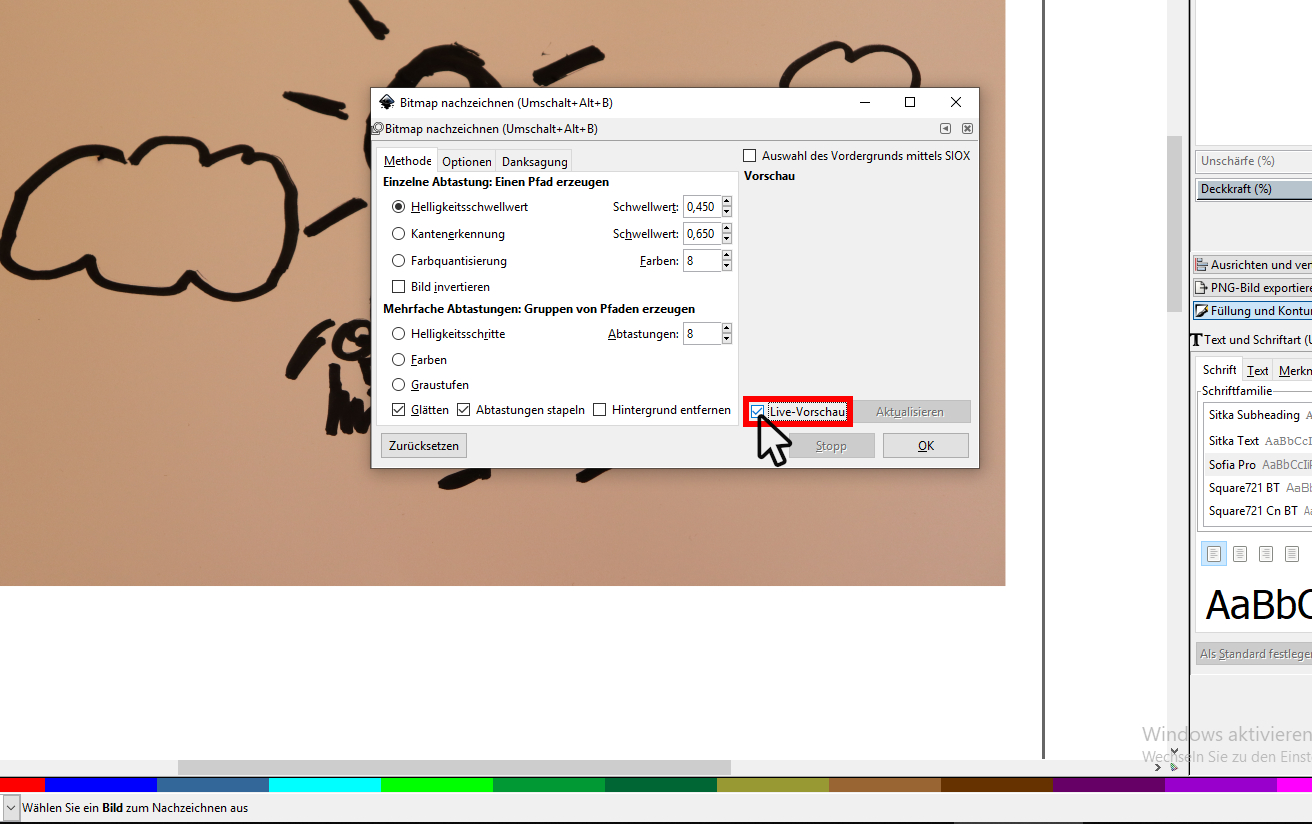 Bitmap nachzeichnen (Umschalt+Alt+B)
Bitmap nachzeichnen (Umschalt+Alt+B)
Methode Optionen Danksagung
Auswahl des Vordergrunds mittels SIOX
Vorschau
Einzelne Abtastung: Einen Pfad erzeugen
Helligkeitsschwellwert Schwellwert: 0,450
Kantenerkennung Schwellwert: 0,650
Farbquantisierung Farben: 8
Bild invertieren
Mehrfache Abtastungen: Gruppen von Pfaden erzeugen
Helligkeitsschritte Abtastungen: 8
Farben
Graustufen
Glätten Abtastungen stapeln Hintergrund entfernen
Live-Vorschau Aktualisieren
Zurücksetzen Stopp OK
Unschärfe (%)
Deckkraft (%)
Ausrichten und ver
PNG-Bild exportiere
Füllung und Kontu
Text und Schriftart (U
Schrift Text Merkm
Schriftfamilie
Sitka Subheading A
Sitka Text AaBbCcI
Sofia Pro AaBbCcIi
Square721 BT AaBb
Square721 Cn BT Aa
AaBbC
Als Standard festlegen
Windows aktivieren
Wechseln Sie zu den Einst
Wählen Sie ein Bild zum Nachzeichnen aus